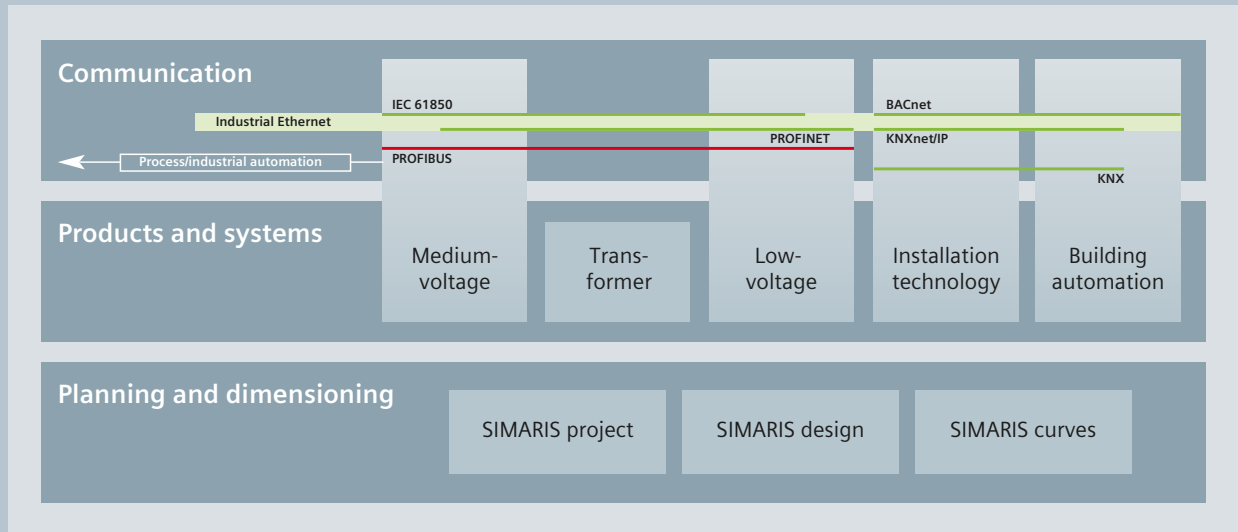 Communication
IEC 61850
BACnet
Industrial Ethernet
PROFINET
KNXnet/IP
Process/industrial automation
PROFIBUS
KNX
Products and systems
Medium-
voltage
Trans-
former
Low-
voltage
Installation
technology
Building
automation
Planning and dimensioning
SIMARIS project
SIMARIS design
SIMARIS curves